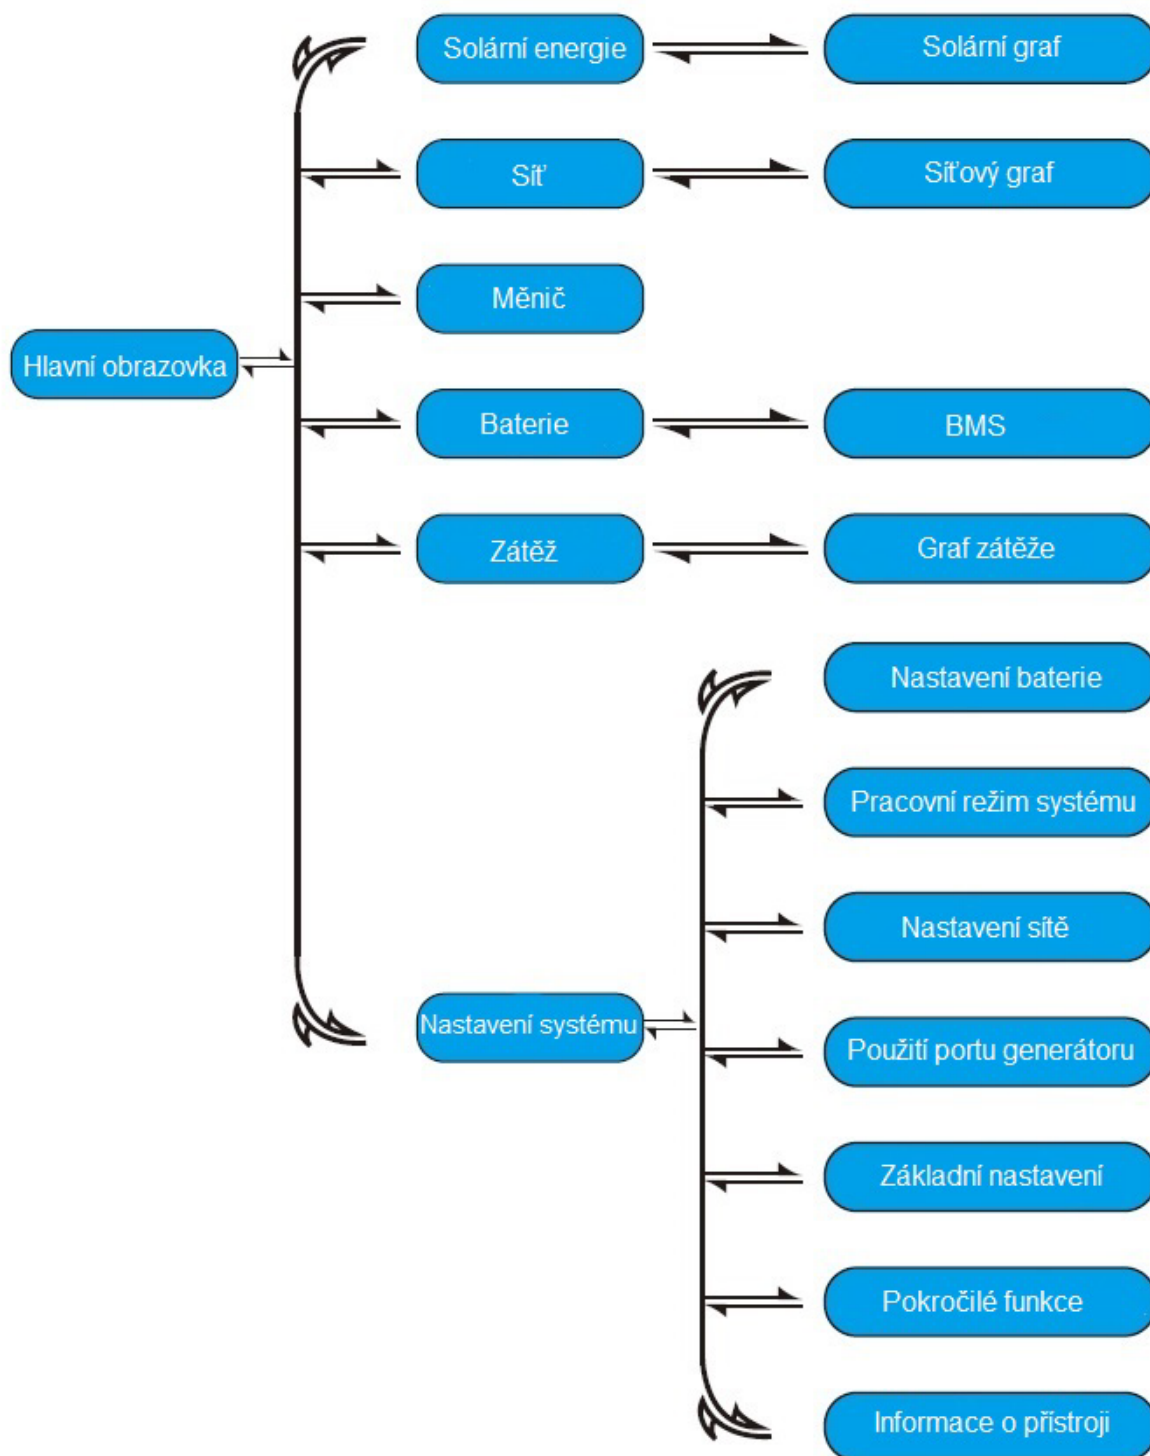 Solární energie
Solární graf
Síť
Síťový graf
Měnič
Hlavní obrazovka
Baterie
BMS
Zátěž
Graf zátěže
Nastavení baterie
Pracovní režim systému
Nastavení sítě
Nastavení systému
Použití portu generátoru
Základní nastavení
Pokročilé funkce
Informace o přístroji